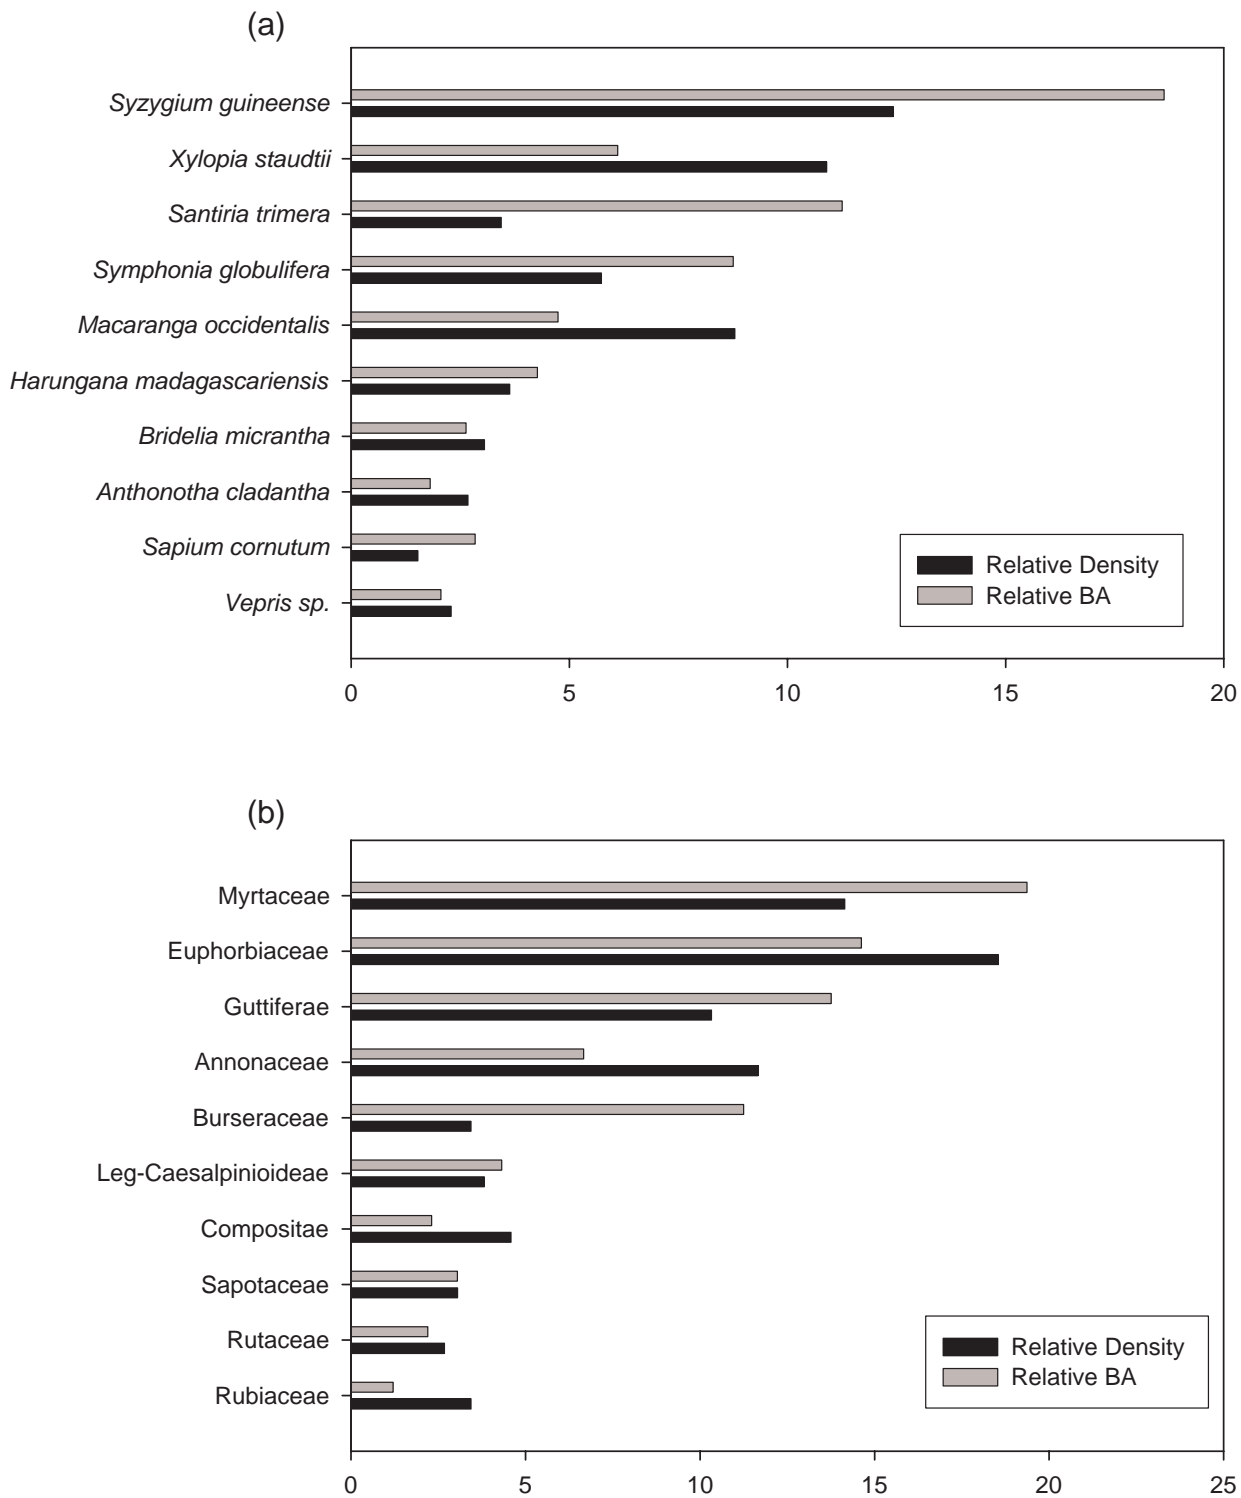 (a)
Syzygium guineense
Xylopia staudtii
Santiria trimera
Symphonia globulifera
Macaranga occidentalis
Harungana madagascariensis
Bridelia micrantha
Anthonotha cladantha
Sapium cornutum
Vepris sp.
Relative Density
Relative BA
0 5 10 15 20
(b)
Myrtaceae
Euphorbiaceae
Guttiferae
Annonaceae
Burseraceae
Leg-Caesalpinioideae
Compositae
Sapotaceae
Rutaceae
Rubiaceae
Relative Density
Relative BA
0 5 10 15 20 25